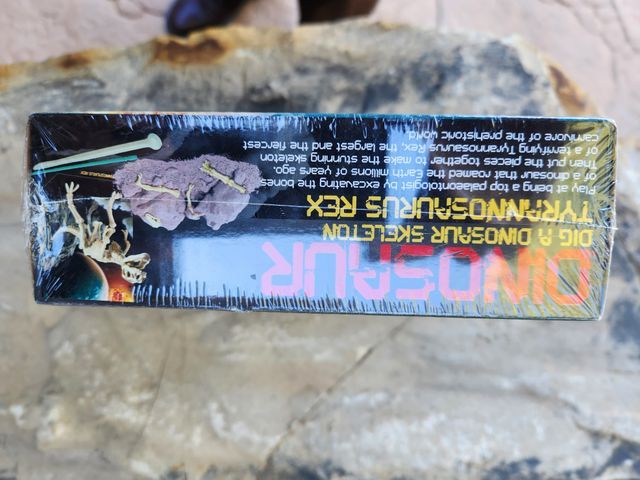 DINOSAUR
DIG A DINOSAUR SKELETON
TYRANNOSAURUS REX
Play at being a top palaeontologist by excavating the bones
of a dinosaur that roamed the Earth millions of years ago.
Then put the pieces together to make the stunning skeleton
of a terrifying Tyrannosaurus Rex, the largest and the fiercest
carnivore of the prehistoric world.